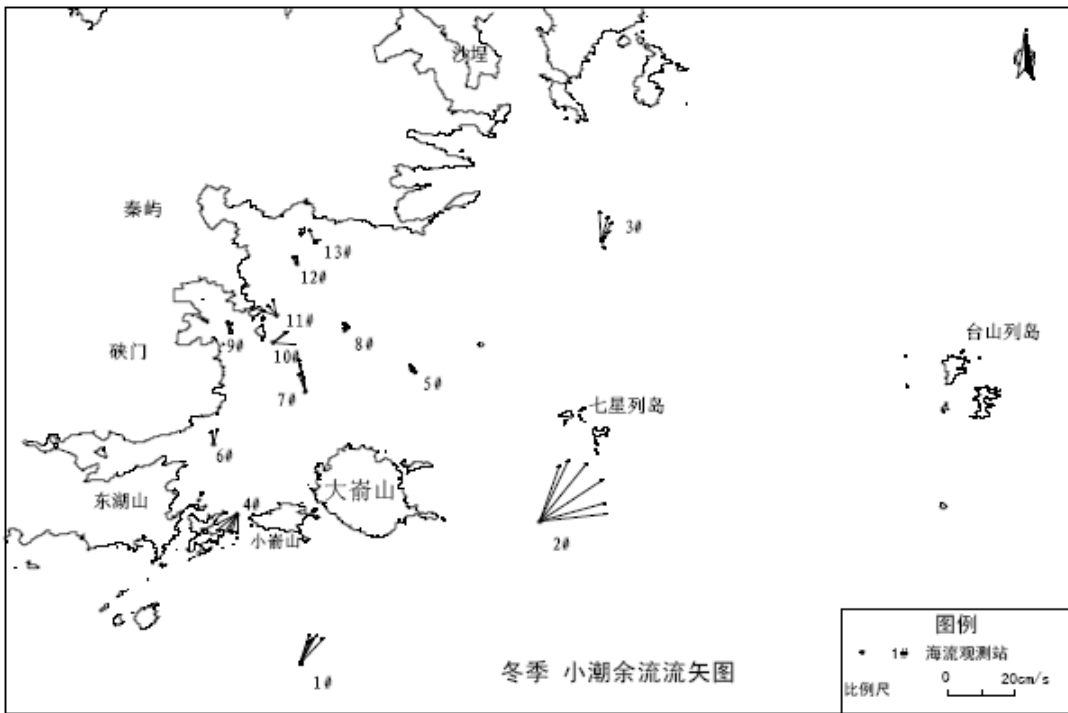 沙埕
秦屿
3#
13#
12#
11#
台山列岛
硖门
9#
10#
8#
5#
7#
七星列岛
6#
大嵛山
东湖山
4#
小嵛山
2#
图例
1# 海流观测站
冬季 小潮余流流矢图
比例尺 0 20cm/s
1#